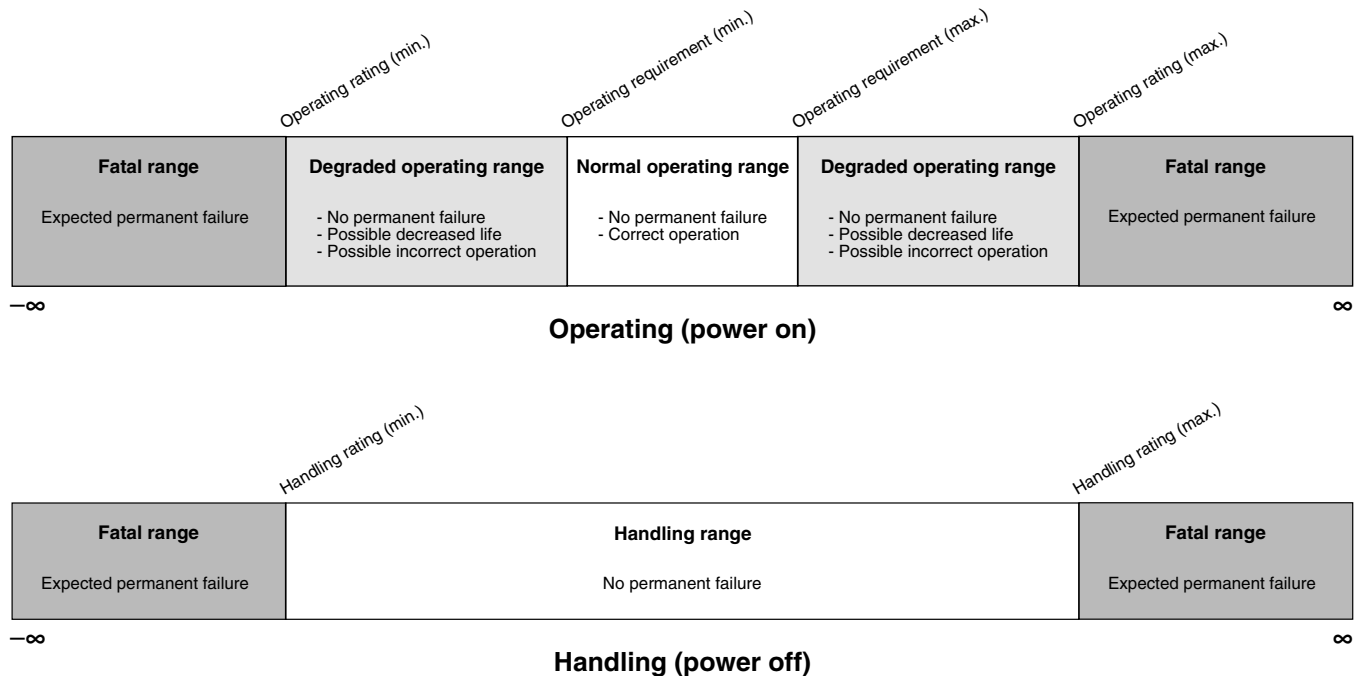 Operating rating (min.)
Operating requirement (min.)
Operating requirement (max.)
Operating rating (max.)
Fatal range
Expected permanent failure
Degraded operating range
- No permanent failure
- Possible decreased life
- Possible incorrect operation
Normal operating range
- No permanent failure
- Correct operation
Degraded operating range
- No permanent failure
- Possible decreased life
- Possible incorrect operation
Fatal range
Expected permanent failure
–∞
∞
Operating (power on)
Handling rating (min.)
Handling rating (max.)
Fatal range
Expected permanent failure
Handling range
No permanent failure
Fatal range
Expected permanent failure
–∞
∞
Handling (power off)